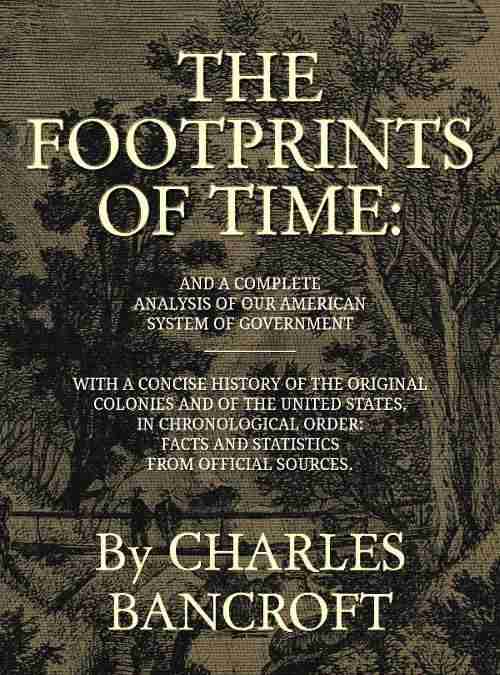 THE
FOOTPRINTS
OF TIME:
AND A COMPLETE
ANALYSIS OF OUR AMERICAN
SYSTEM OF GOVERNMENT
WITH A CONCISE HISTORY OF THE ORIGINAL
COLONIES AND OF THE UNITED STATES,
IN CHRONOLOGICAL ORDER:
FACTS AND STATISTICS
FROM OFFICIAL SOURCES.
By CHARLES
BANCROFT